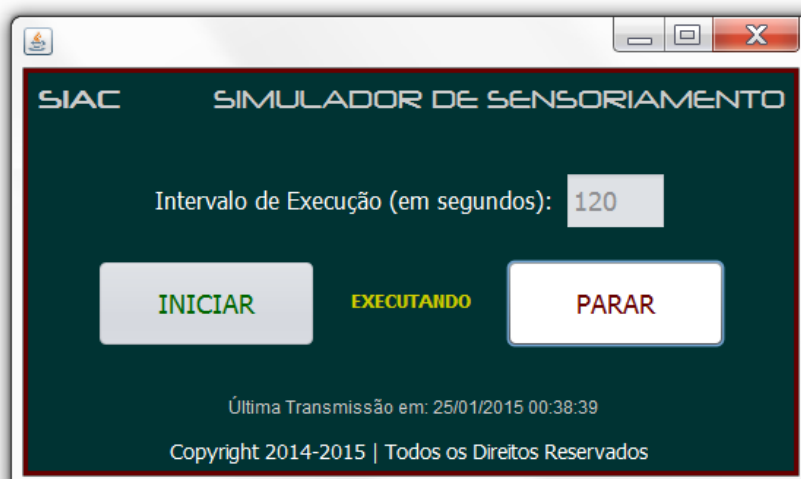 SIAC SIMULADOR DE SENSORIAMENTO
Intervalo de Execução (em segundos): 120
INICIAR EXECUTANDO PARAR
Última Transmissão em: 25/01/2015 00:38:39
Copyright 2014-2015 | Todos os Direitos Reservados